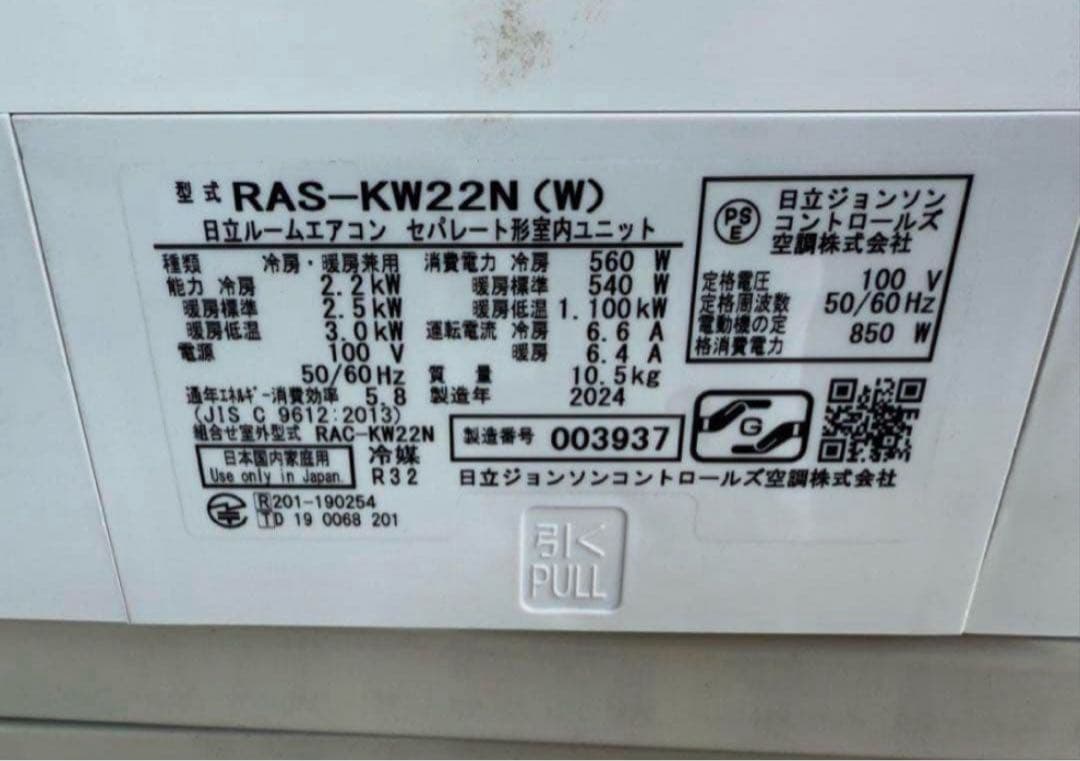 型式 RAS-KW22N (W)
日立ルームエアコン セパレート形室内ユニット
種類 冷房・暖房兼用
能力 冷房 2.2kW
暖房標準 2.5kW
暖房低温 3.0kW
電源 100 V
50/60Hz
通年エネルギー消費効率 5.8
(JIS C 9612:2013)
組合せ室外型式 RAC-KW22N
消費電力 冷房 560 W
暖房標準 540 W
暖房低温 1.100kW
運転電流 冷房 6.6 A
暖房 6.4 A
質量 10.5kg
製造年 2024
日本国内家庭用
Use only in Japan.
冷媒
R32
製造番号 003937
日立ジョンソンコントロールズ空調株式会社
R201-190254
TD 19 0068 201
PS
E
日立ジョンソン
コントロールズ
空調株式会社
定格電圧 100 V
定格周波数 50/60Hz
電動機の定
格消費電力 850 W
G
引く
PULL